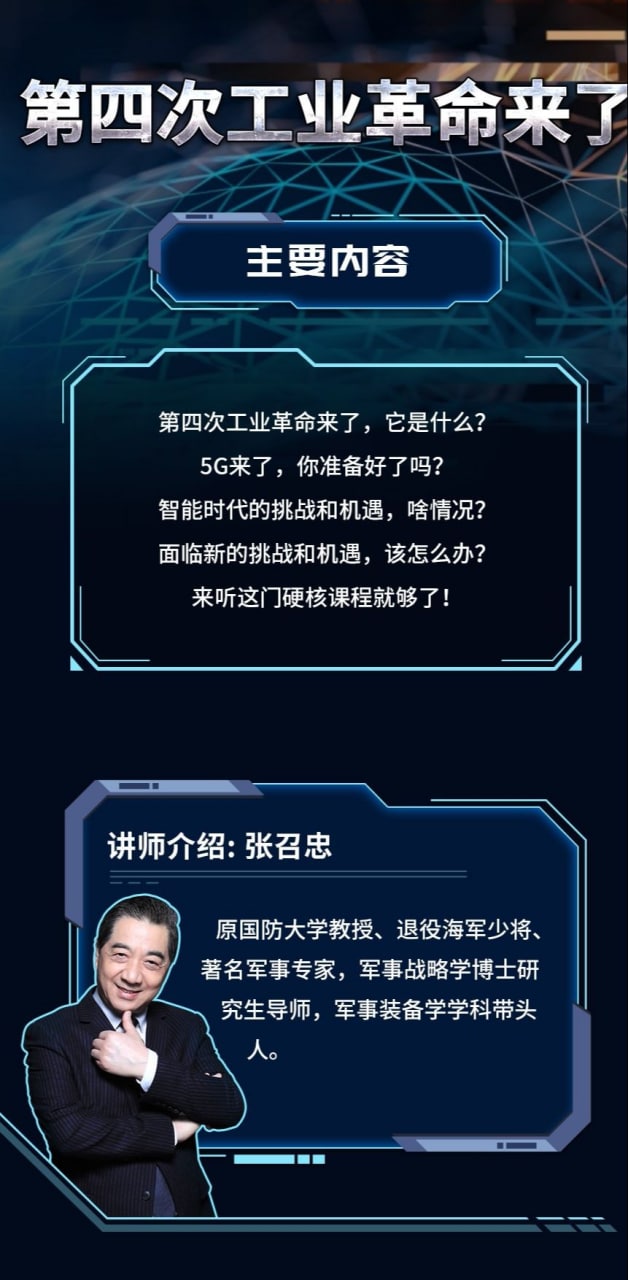 第四次工业革命来了
主要内容
第四次工业革命来了，它是什么？
5G来了，你准备好了吗？
智能时代的挑战和机遇，啥情况？
面临新的挑战和机遇，该怎么办？
来听这门硬核课程就够了！
讲师介绍: 张召忠
原国防大学教授、退役海军少将、
著名军事专家，军事战略学博士研
究生导师，军事装备学学科带头
人。